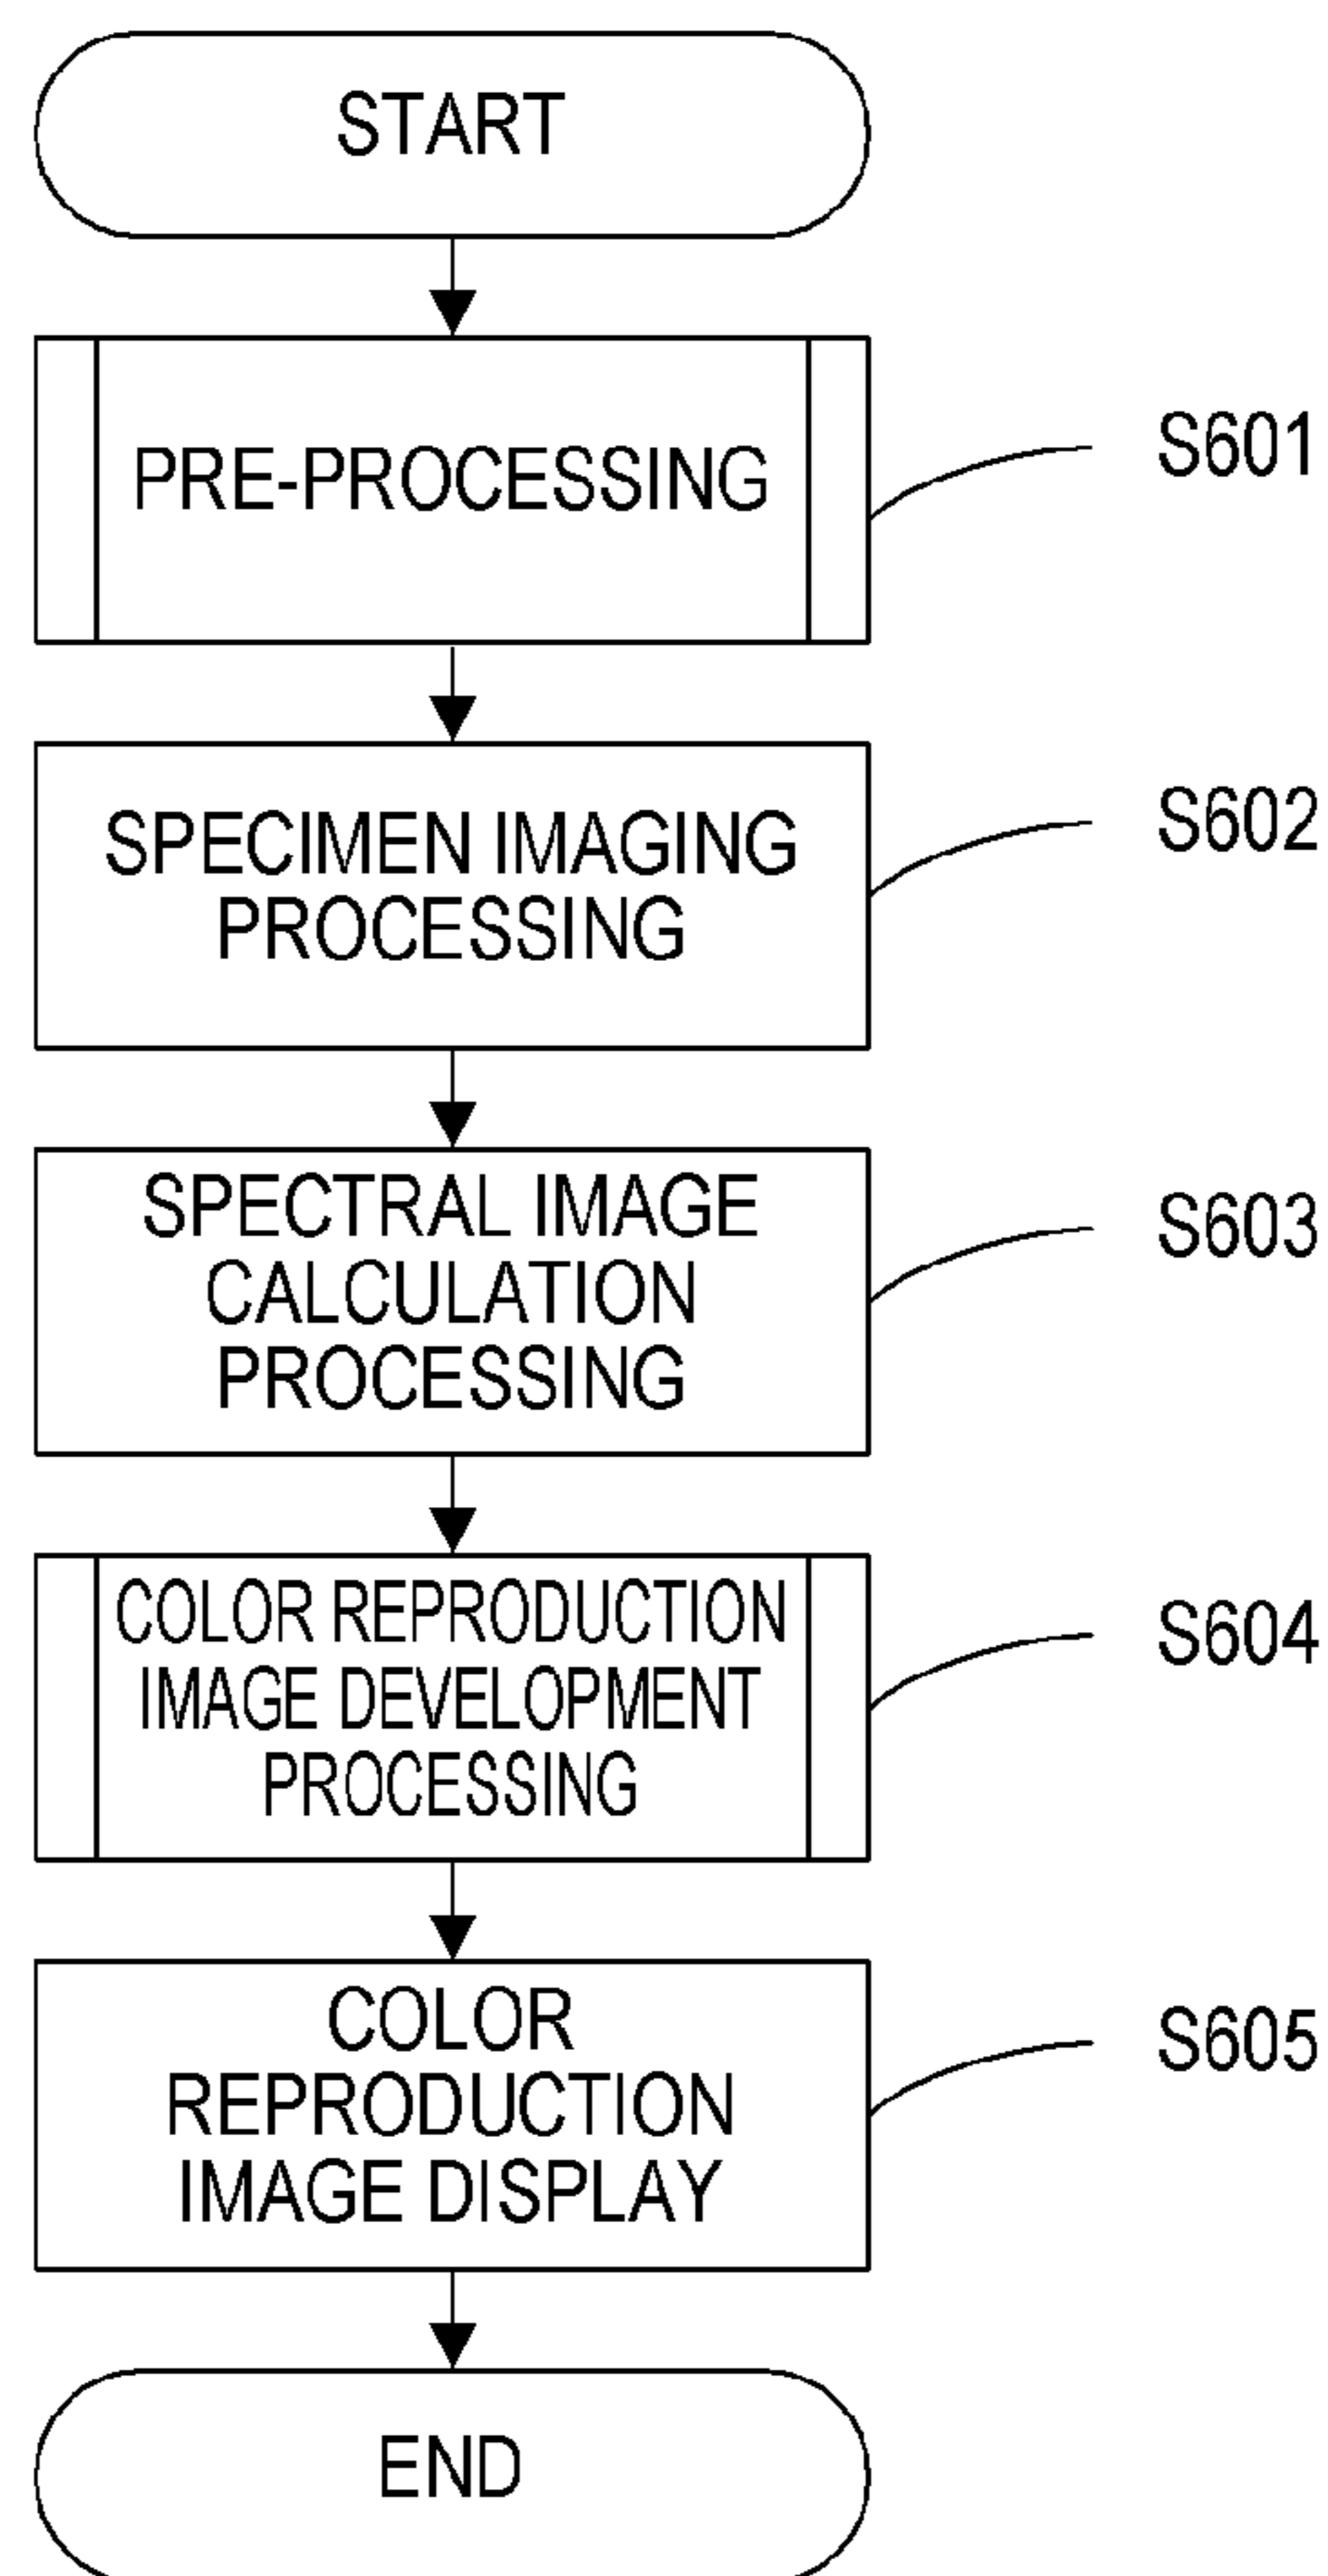 START
PRE-PROCESSING
S601
SPECIMEN IMAGING
PROCESSING
S602
SPECTRAL IMAGE
CALCULATION
PROCESSING
S603
COLOR REPRODUCTION
IMAGE DEVELOPMENT
PROCESSING
S604
COLOR
REPRODUCTION
IMAGE DISPLAY
S605
END